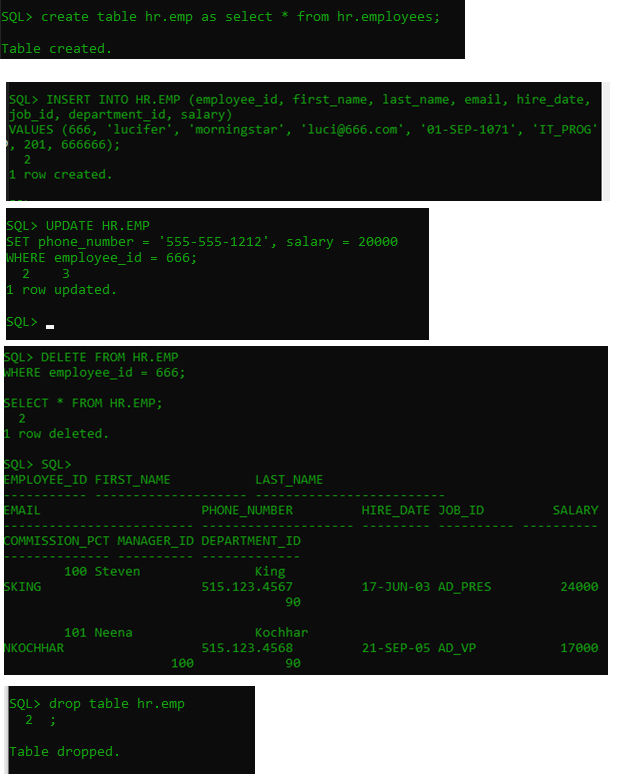 SQL> create table hr.emp as select * from hr.employees;
Table created.
SQL> INSERT INTO HR.EMP (employee_id, first_name, last_name, email, hire_date,
job_id, department_id, salary)
VALUES (666, 'lucifer', 'morningstar', 'luci@666.com', '01-SEP-1071', 'IT_PROG'
, 201, 666666);
2
1 row created.
SQL> UPDATE HR.EMP
SET phone_number = '555-555-1212', salary = 20000
WHERE employee_id = 666;
2 3
1 row updated.
SQL>
SQL> DELETE FROM HR.EMP
WHERE employee_id = 666;
SELECT * FROM HR.EMP;
2
1 row deleted.
SQL> SQL>
EMPLOYEE_ID FIRST_NAME LAST_NAME
----------- -------------------- -------------------------
EMAIL PHONE_NUMBER HIRE_DATE JOB_ID SALARY
------------------------- -------------------- --------- ---------- ----------
COMMISSION_PCT MANAGER_ID DEPARTMENT_ID
-------------- ---------- -------------
100 Steven King
SKING 515.123.4567 17-JUN-03 AD_PRES 24000
90
101 Neena Kochhar
NKOCHHAR 515.123.4568 21-SEP-05 AD_VP 17000
100 90
SQL> drop table hr.emp
2 ;
Table dropped.